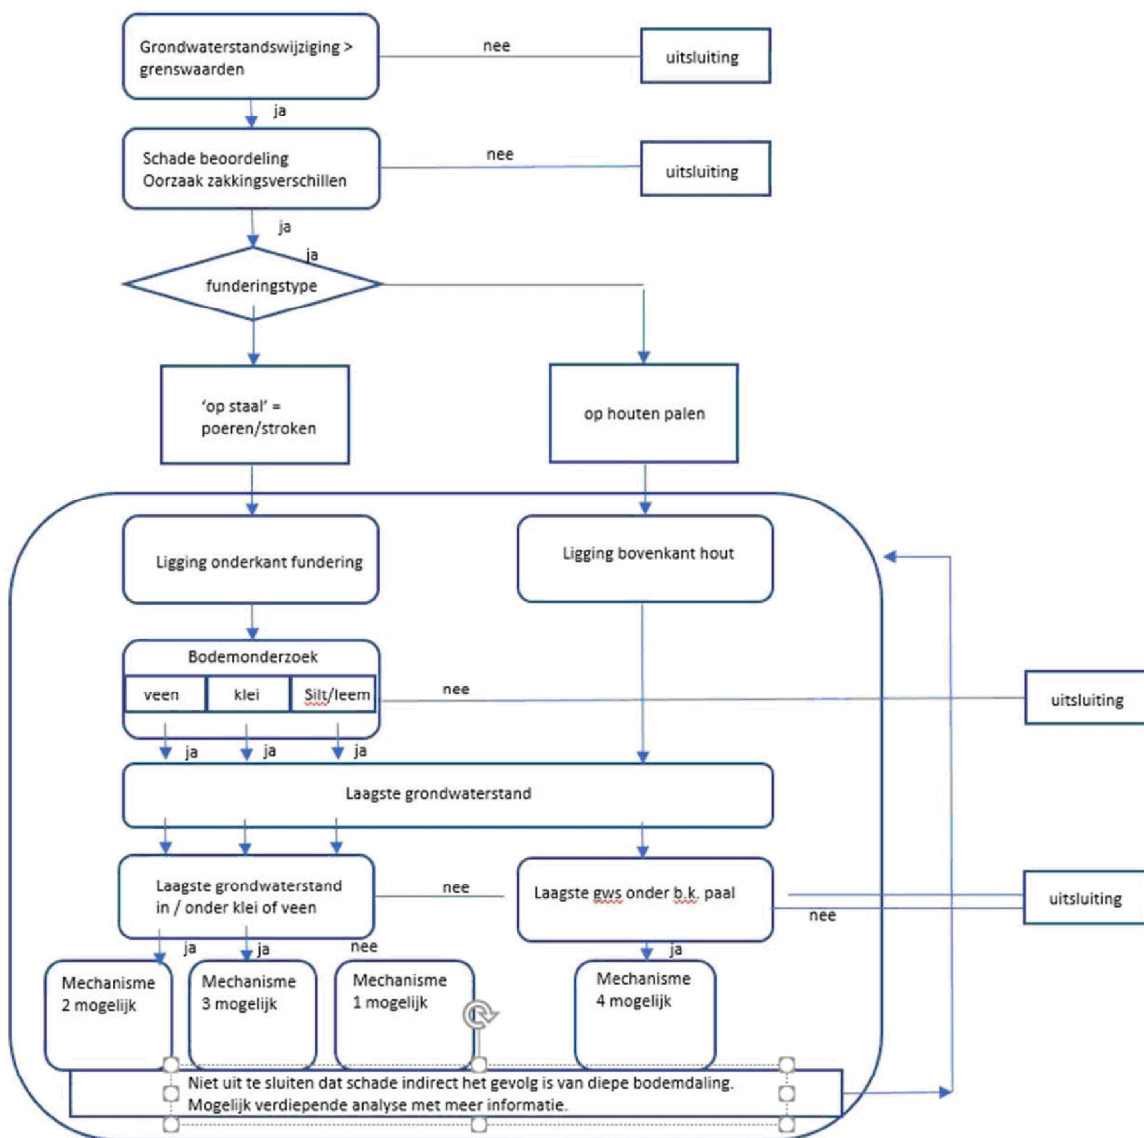 Grondwaterstandswijziging >
grenswaarden
nee
uitsluiting
ja
Schade beoordeling
Oorzaak zakkingsverschillen
nee
uitsluiting
ja
ja
funderingstype
‘op staal’ =
poeren/stroken
op houten palen
Ligging onderkant fundering
Ligging bovenkant hout
Bodemonderzoek
veen klei Silt/leem
nee
uitsluiting
ja ja ja
Laagste grondwaterstand
Laagste grondwaterstand
in / onder klei of veen
nee
Laagste gws onder b.k. paal
nee
uitsluiting
ja ja nee ja
Mechanisme
2 mogelijk
Mechanisme
3 mogelijk
Mechanisme
1 mogelijk
Mechanisme
4 mogelijk
Niet uit te sluiten dat schade indirect het gevolg is van diepe bodemdaling.
Mogelijk verdiepende analyse met meer informatie.